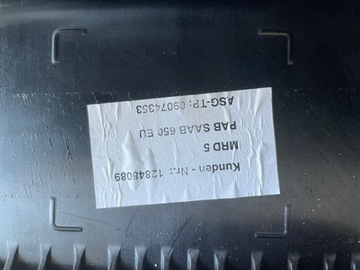 Kunden - Nr.: 12848089
MRD 5
PAB SAAB 650 EU
ASG-TP: 09074353